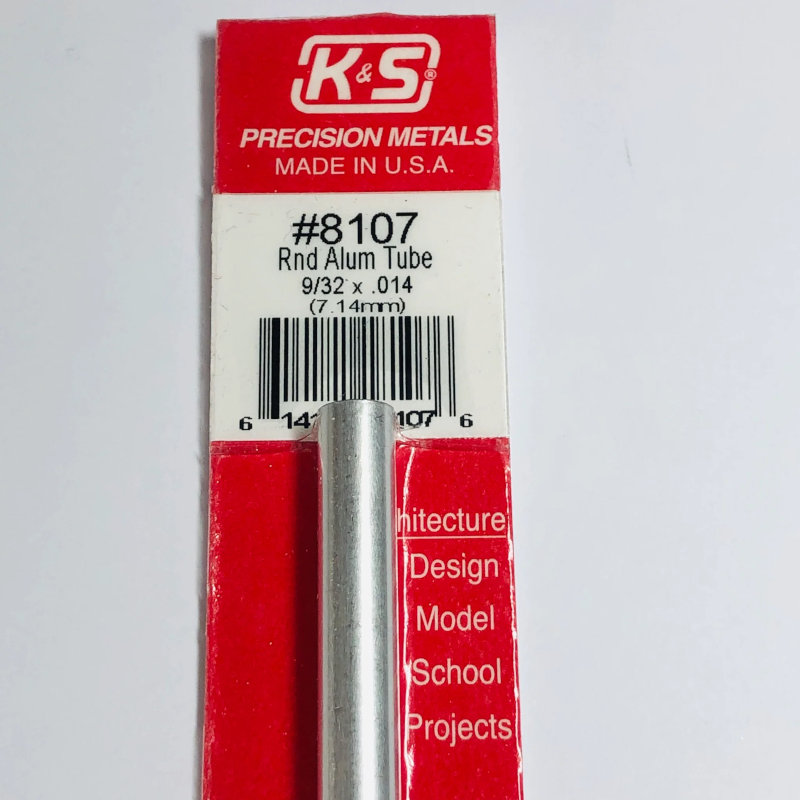 K&S®
PRECISION METALS
MADE IN U.S.A.
#8107
Rnd Alum Tube
9/32 x .014
(7.14mm)
6 14 107 6
hitecture
Design
Model
School
Projects